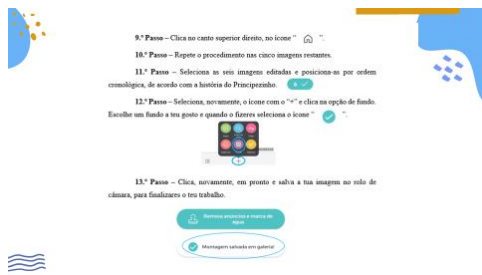 9.º Passo – Clica no canto superior direito, no ícone " ".
10.º Passo – Repete o procedimento nas cinco imagens restantes.
11.º Passo – Seleciona as seis imagens editadas e posiciona-as por ordem
cronológica, de acordo com a história do Principezinho. 6 ✓
12.º Passo – Seleciona, novamente, o ícone com o "+" e clica na opção de fundo.
Escolhe um fundo a teu gosto e quando o fizeres seleciona o ícone " ✓ ".
13.º Passo – Clica, novamente, em pronto e salva a tua imagem no rolo de
câmara, para finalizares o teu trabalho.
Remova anúncios e marca de
água
Montagem salvada em galeria!